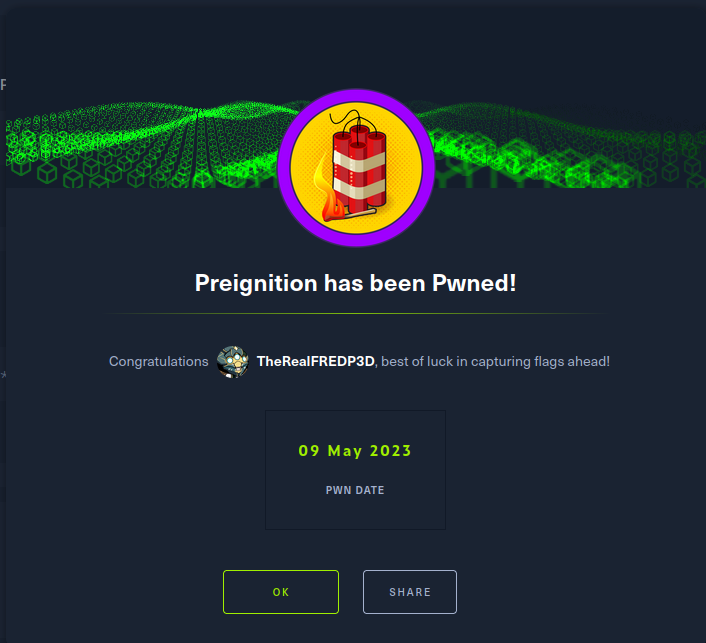 P
Preignition has been Pwned!
Congratulations TheRealFREDP3D, best of luck in capturing flags ahead!
*
09 May 2023
PWN DATE
OK
SHARE